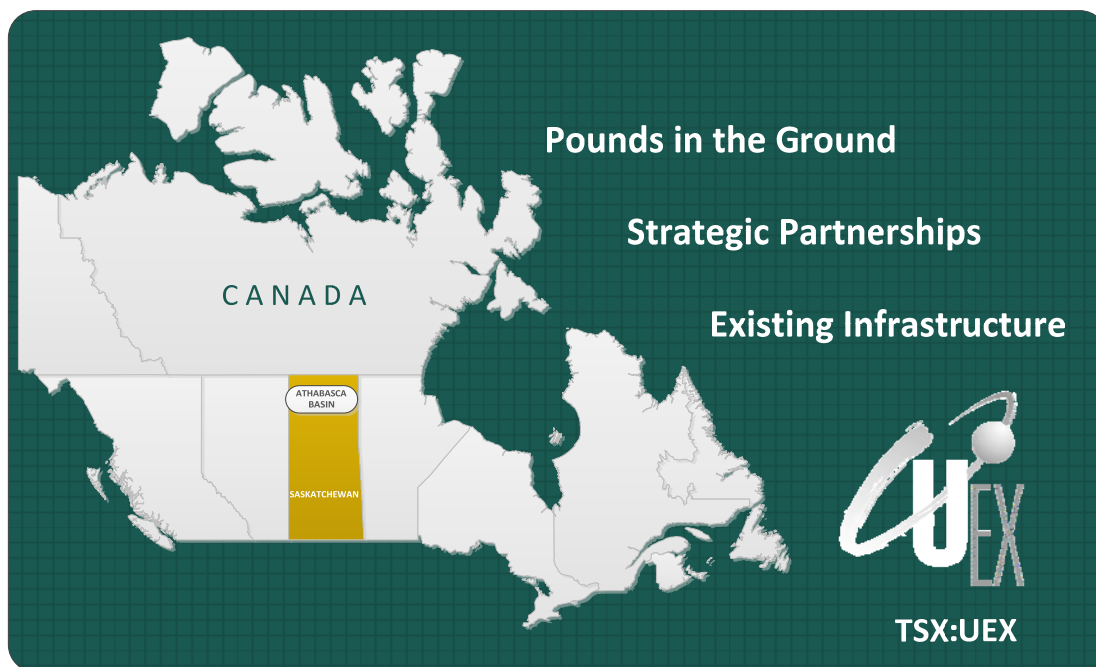 Pounds in the Ground
Strategic Partnerships
CANADA
Existing Infrastructure
ATHABASCA
BASIN
SASKATCHEWAN
UEX
TSX:UEX